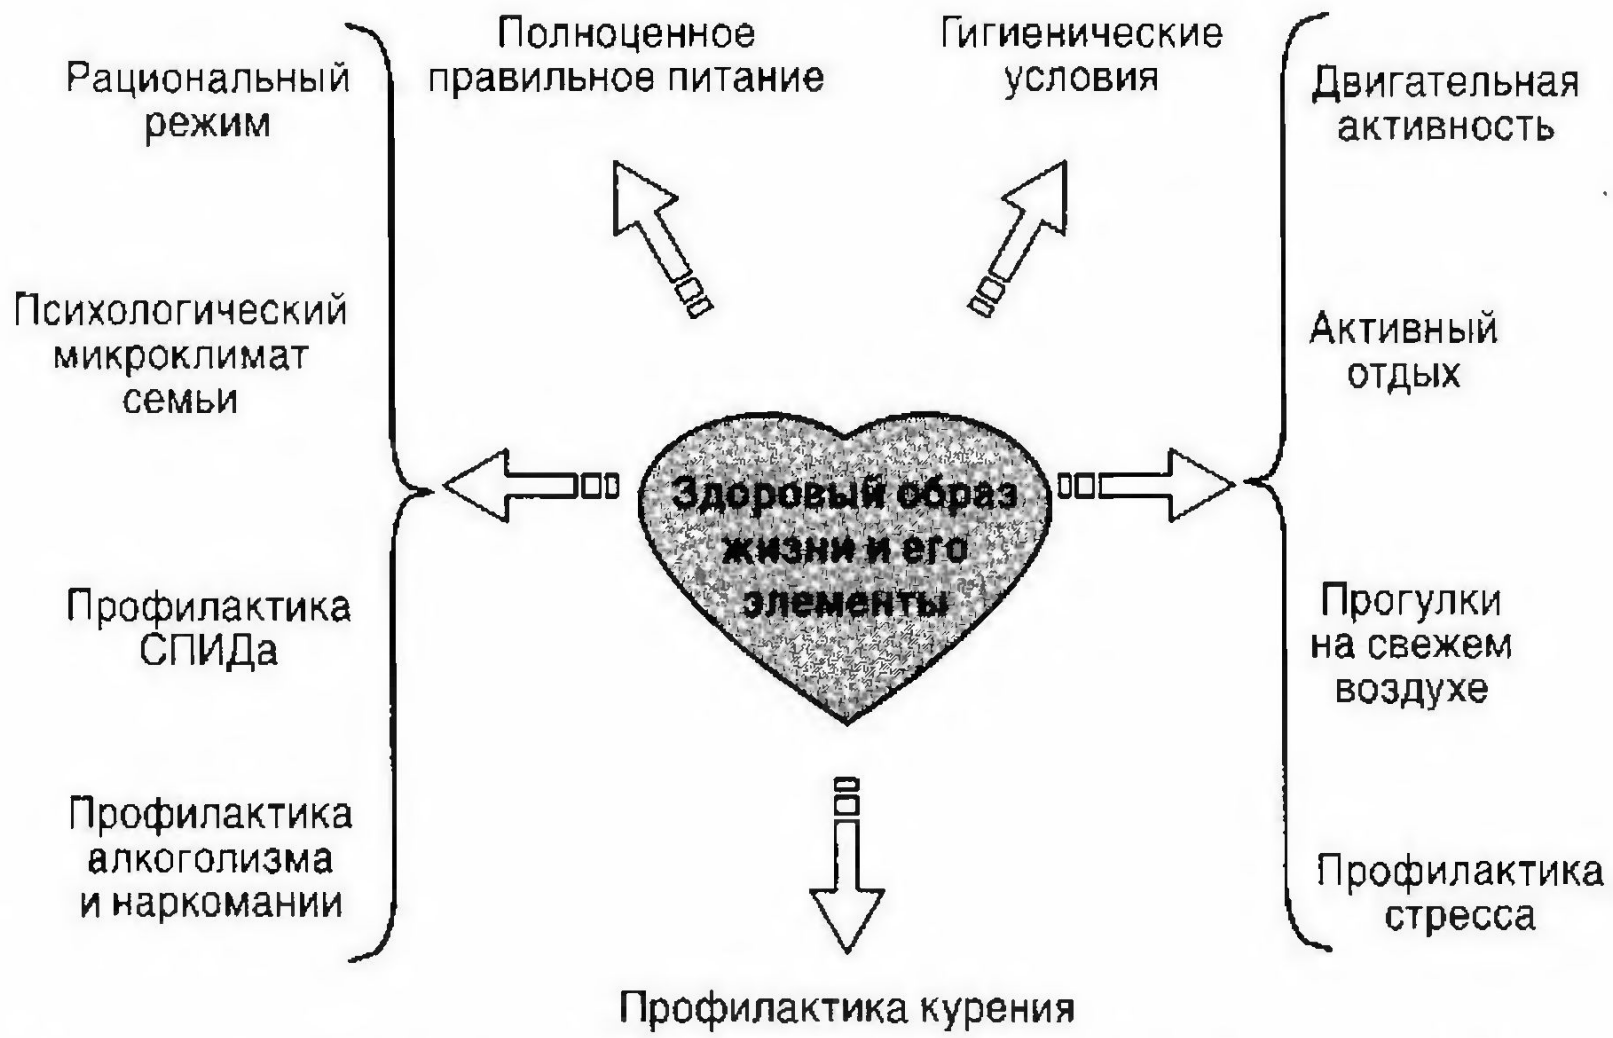 Рациональный
режим
Полноценное
правильное питание
Гигиенические
условия
Двигательная
активность
Психологический
микроклимат
семьи
Активный
отдых
Здоровый образ
жизни и его
элементы
Профилактика
СПИДа
Прогулки
на свежем
воздухе
Профилактика
алкоголизма
и наркомании
Профилактика
стресса
Профилактика курения